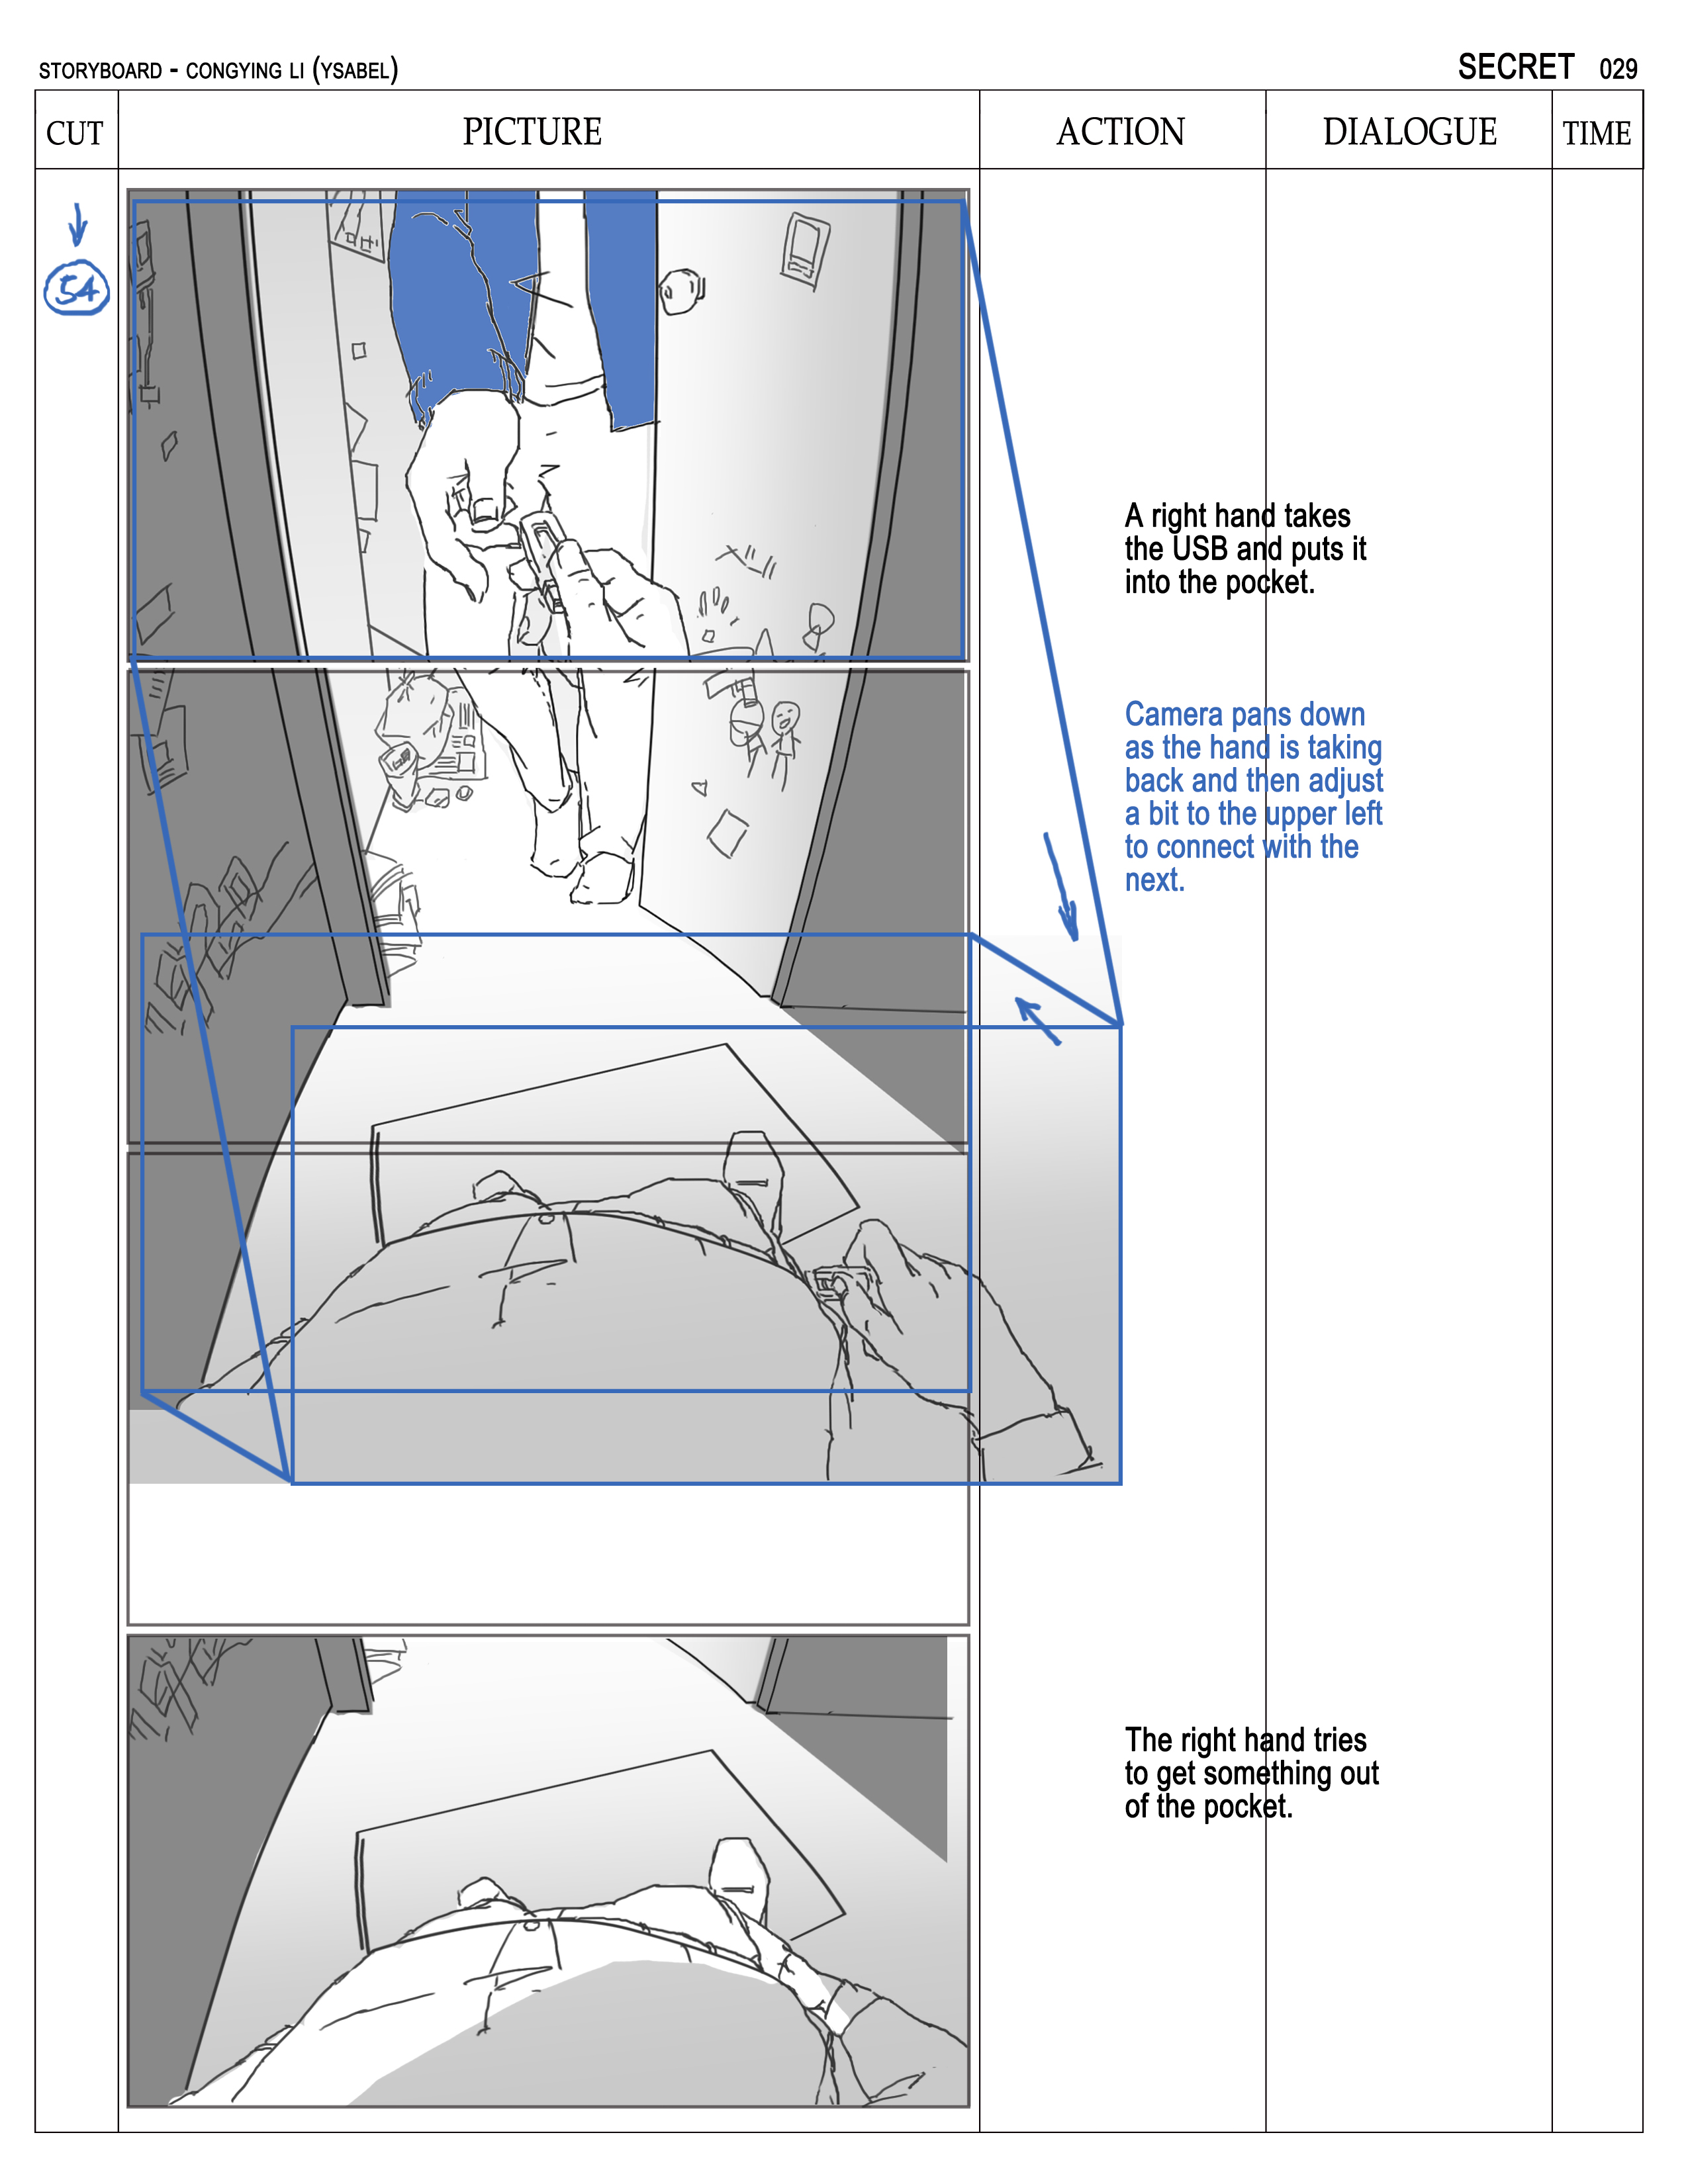 STORYBOARD - CONGYING LI (YSABEL)
SECRET 029
CUT PICTURE ACTION DIALOGUE TIME
54
A right hand takes
the USB and puts it
into the pocket.
Camera pans down
as the hand is taking
back and then adjust
a bit to the upper left
to connect with the
next.
The right hand tries
to get something out
of the pocket.